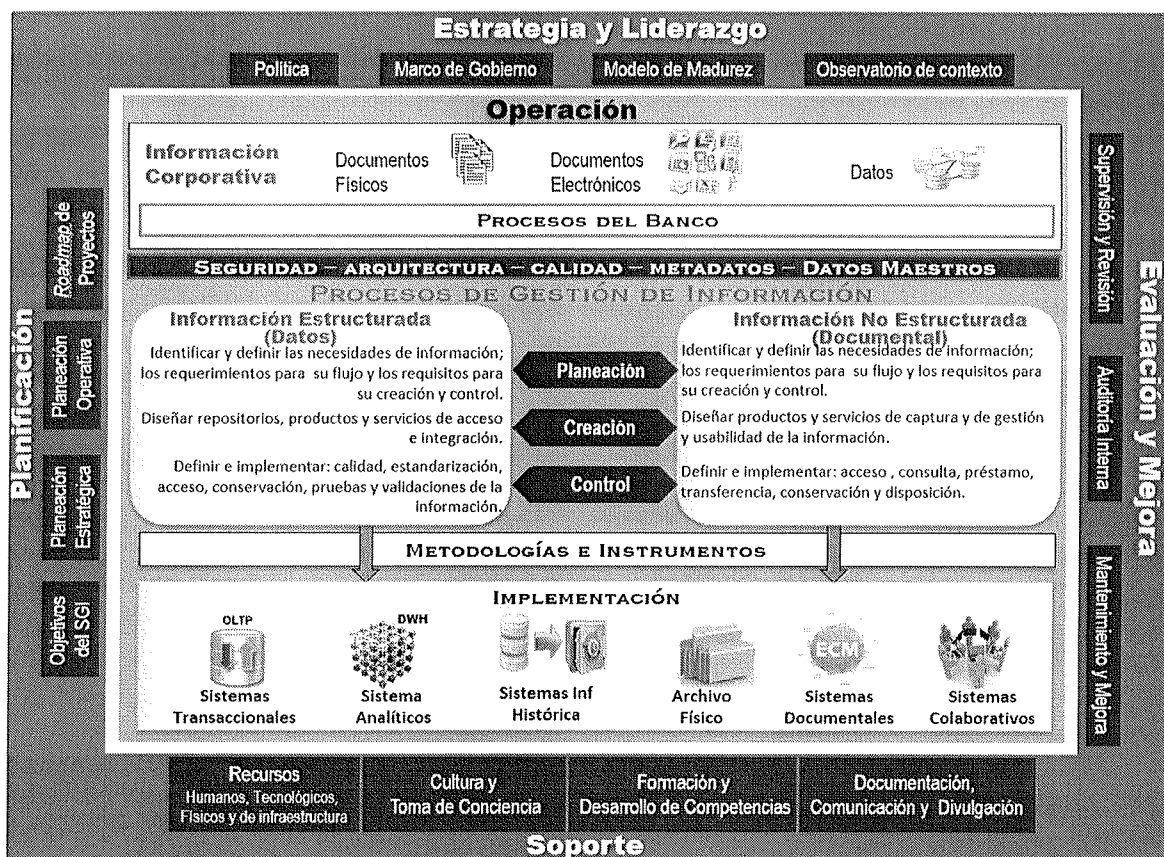 Estrategia y Liderazgo
Política
Marco de Gobierno
Modelo de Madurez
Observatorio de contexto
Planificación
Roadmap de
Proyectos
Planeación
Operativa
Planeación
Estratégica
Objetivos
del SGI
Operación
Información
Corporativa
Documentos
Físicos
Documentos
Electrónicos
Datos
PROCESOS DEL BANCO
SEGURIDAD – ARQUITECTURA – CALIDAD – METADATOS – DATOS MAESTROS
PROCESOS DE GESTIÓN DE INFORMACIÓN
Información Estructurada
(Datos)
Identificar y definir las necesidades de información;
los requerimientos para su flujo y los requisitos para
su creación y control.
Diseñar repositorios, productos y servicios de acceso
e integración.
Definir e implementar: calidad, estandarización,
acceso, conservación, pruebas y validaciones de la
información.
Planeación
Creación
Control
Información No Estructurada
(Documental)
Identificar y definir las necesidades de información;
los requerimientos para su flujo y los requisitos para
su creación y control.
Diseñar productos y servicios de captura y de gestión
y usabilidad de la información.
Definir e implementar: acceso , consulta, préstamo,
transferencia, conservación y disposición.
METODOLOGÍAS E INSTRUMENTOS
IMPLEMENTACIÓN
OLTP
Sistemas
Transaccionales
DWH
Sistema
Analíticos
Sistemas Inf
Histórica
Archivo
Físico
ECM
Sistemas
Documentales
Sistemas
Colaborativos
Evaluación y Mejora
Supervisión y Revisión
Auditoria Interna
Mantenimiento y Mejora
Recursos
Humanos, Tecnológicos,
Físicos y de infraestructura
Cultura y
Toma de Conciencia
Formación y
Desarrollo de Competencias
Documentación,
Comunicación y Divulgación
Soporte